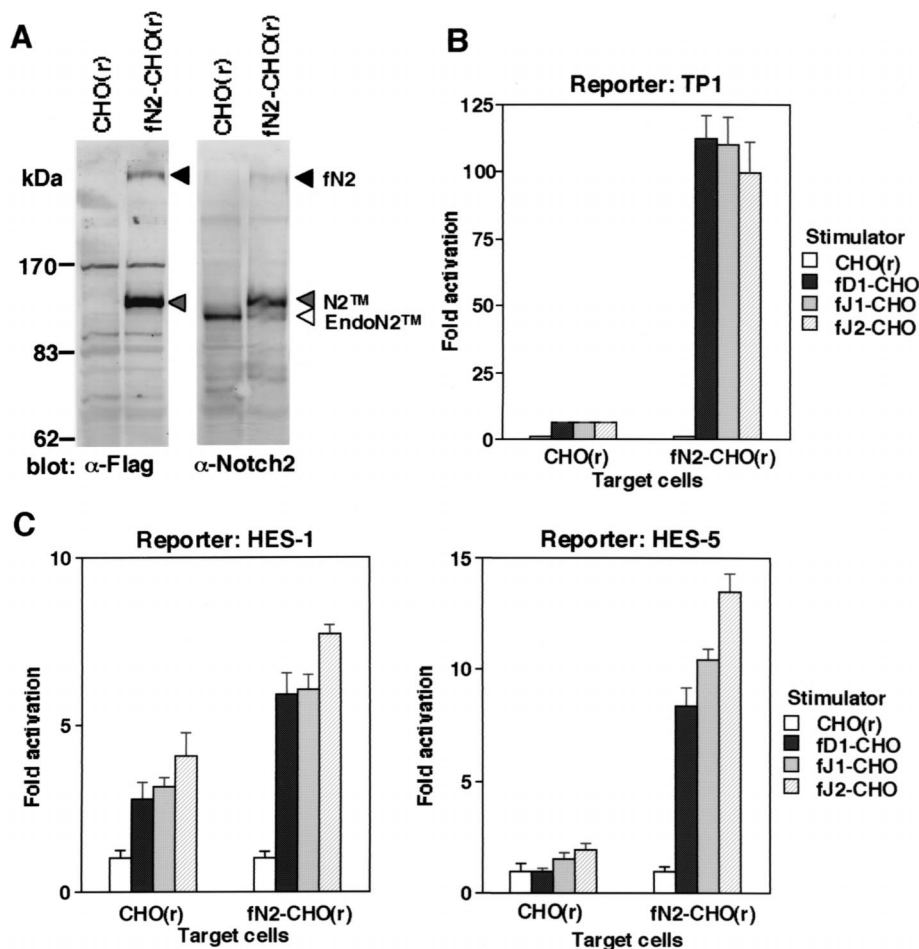 A
CHO(r)
fN2-CHO(r)
CHO(r)
fN2-CHO(r)
kDa
170
83
62
fN2
N2™
EndoN2™
blot: α-Flag α-Notch2
B
Reporter: TP1
Fold activation
125
100
75
50
25
0
CHO(r) fN2-CHO(r)
Target cells
Stimulator
CHO(r)
fD1-CHO
fJ1-CHO
fJ2-CHO
C
Reporter: HES-1
Fold activation
10
5
0
CHO(r) fN2-CHO(r)
Target cells
Reporter: HES-5
Fold activation
15
10
5
0
CHO(r) fN2-CHO(r)
Target cells
Stimulator
CHO(r)
fD1-CHO
fJ1-CHO
fJ2-CHO